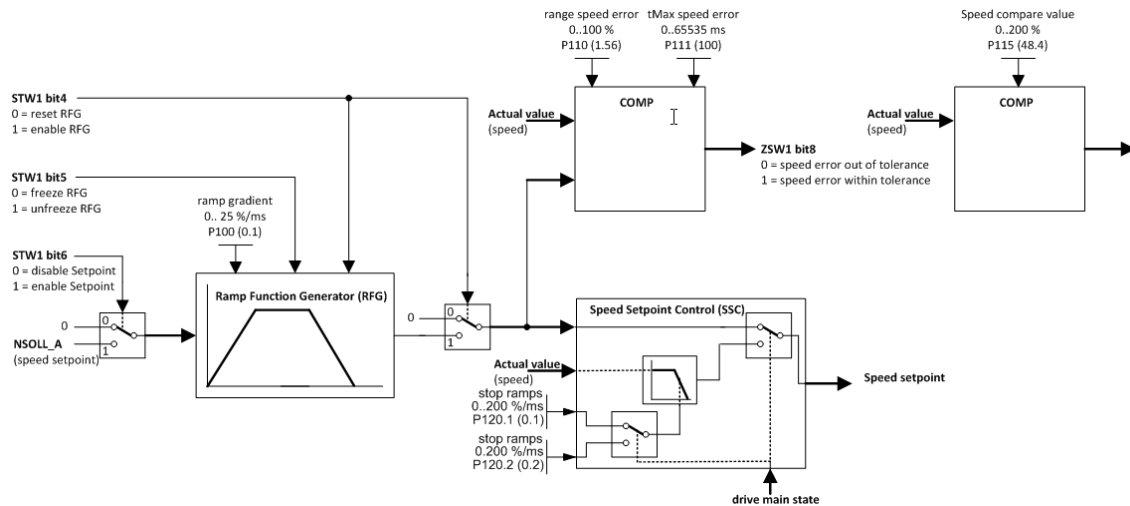 range speed error
0..100 %
P110 (1.56)
tMax speed error
0..65535 ms
P111 (100)
Speed compare value
0..200 %
P115 (48.4)
STW1 bit4
0 = reset RFG
1 = enable RFG
COMP
Actual value
(speed)
ZSW1 bit8
0 = speed error out of tolerance
1 = speed error within tolerance
COMP
Actual value
(speed)
STW1 bit5
0 = freeze RFG
1 = unfreeze RFG
ramp gradient
0.. 25 %/ms
P100 (0.1)
STW1 bit6
0 = disable Setpoint
1 = enable Setpoint
0
0
1
NSOLL_A
(speed setpoint)
Ramp Function Generator (RFG)
0
0
1
Speed Setpoint Control (SSC)
Actual value
(speed)
stop ramps
0..200 %/ms
P120.1 (0.1)
stop ramps
0.200 %/ms
P120.2 (0.2)
Speed setpoint
drive main state